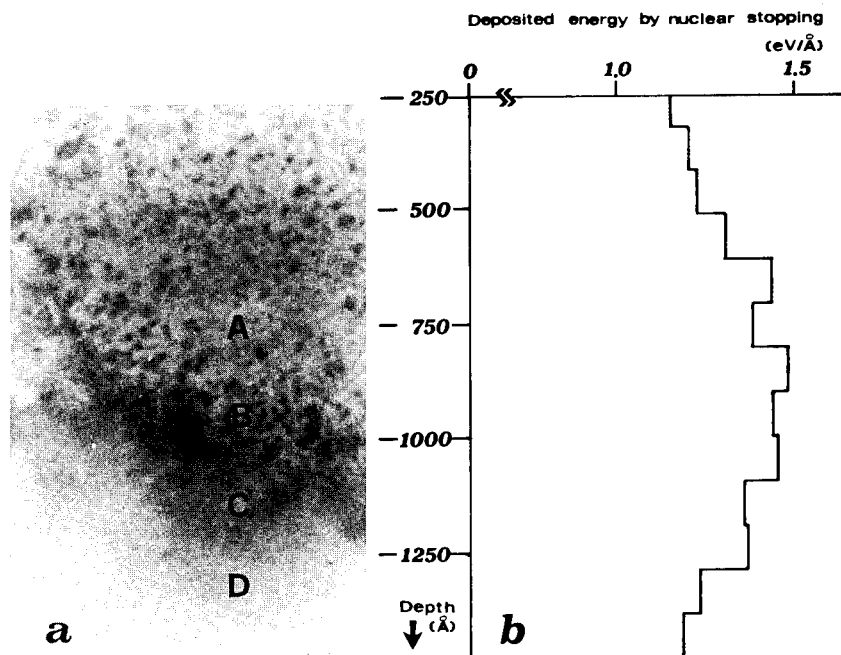 Deposited energy by nuclear stopping
(eV/Å)
0 1.0 1.5
250
500
750
1000
1250
Depth
(Å)
A
B
C
D
a
b